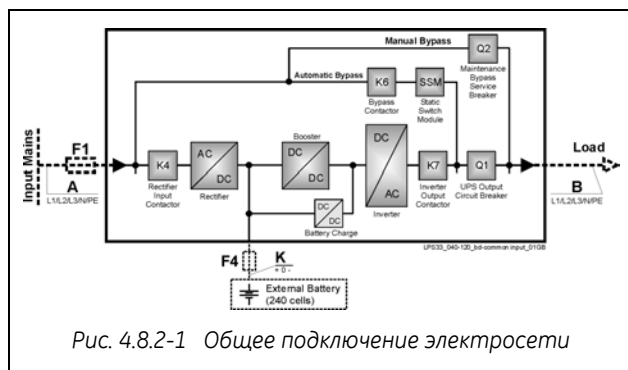 Manual Bypass
Q2
Maintenance
Bypass
Service
Breaker
Automatic Bypass
K6
SSM
Bypass
Contactor
Static
Switch
Module
Input Mains
F1
A
L1/L2/L3/N/PE
K4
Rectifier
Input
Contactor
AC
DC
Rectifier
Booster
DC
DC
DC
DC
Battery Charge
DC
AC
Inverter
K7
Inverter
Output
Contactor
Q1
UPS Output
Circuit Breaker
Load
B
L1/L2/L3/N/PE
LPS33_040-120_bd-common input_01GB
F4
K
+ 0 -
External Battery
(240 cells)
Рис. 4.8.2-1 Общее подключение электросети